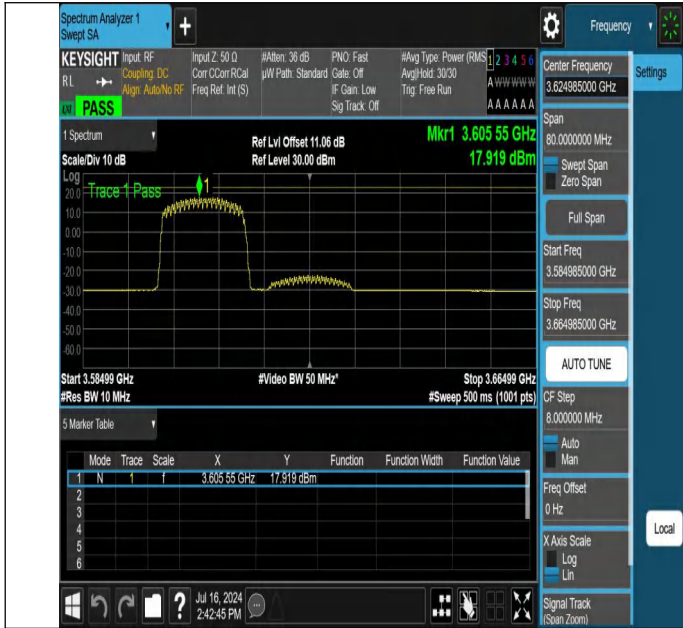 Spectrum Analyzer 1
Swept SA
+
Frequency
KEYSIGHT
RL
PASS
Input: RF
Coupling: DC
Align: Auto/No RF
Input Z: 50 Ω
Corr CCorr RCal
Freq Ref: Int (S)
#Atten: 36 dB
µW Path: Standard
PNO: Fast
Gate: Off
IF Gain: Low
Sig Track: Off
#Avg Type: Power (RMS
Avg|Hold: 30/30
Trig: Free Run
1 2 3 4 5 6
A W W W W W
A A A A A A
1 Spectrum
Scale/Div 10 dB
Ref Lvl Offset 11.06 dB
Ref Level 30.00 dBm
Mkr1 3.605 55 GHz
17.919 dBm
Log
Trace 1 Pass
1
20.0
10.0
0.00
-10.0
-20.0
-30.0
-40.0
-50.0
-60.0
Start 3.58499 GHz
#Res BW 10 MHz
#Video BW 50 MHz*
Stop 3.66499 GHz
#Sweep 500 ms (1001 pts)
5 Marker Table
Mode Trace Scale X Y Function Function Width Function Value
1 N 1 f 3.605 55 GHz 17.919 dBm
2
3
4
5
6
?
Jul 16, 2024
2:42:45 PM
Center Frequency
3.624985000 GHz
Settings
Span
80.0000000 MHz
Swept Span
Zero Span
Full Span
Start Freq
3.584985000 GHz
Stop Freq
3.664985000 GHz
AUTO TUNE
CF Step
8.000000 MHz
Auto
Man
Freq Offset
0 Hz
Local
X Axis Scale
Log
Lin
Signal Track
(Span Zoom)